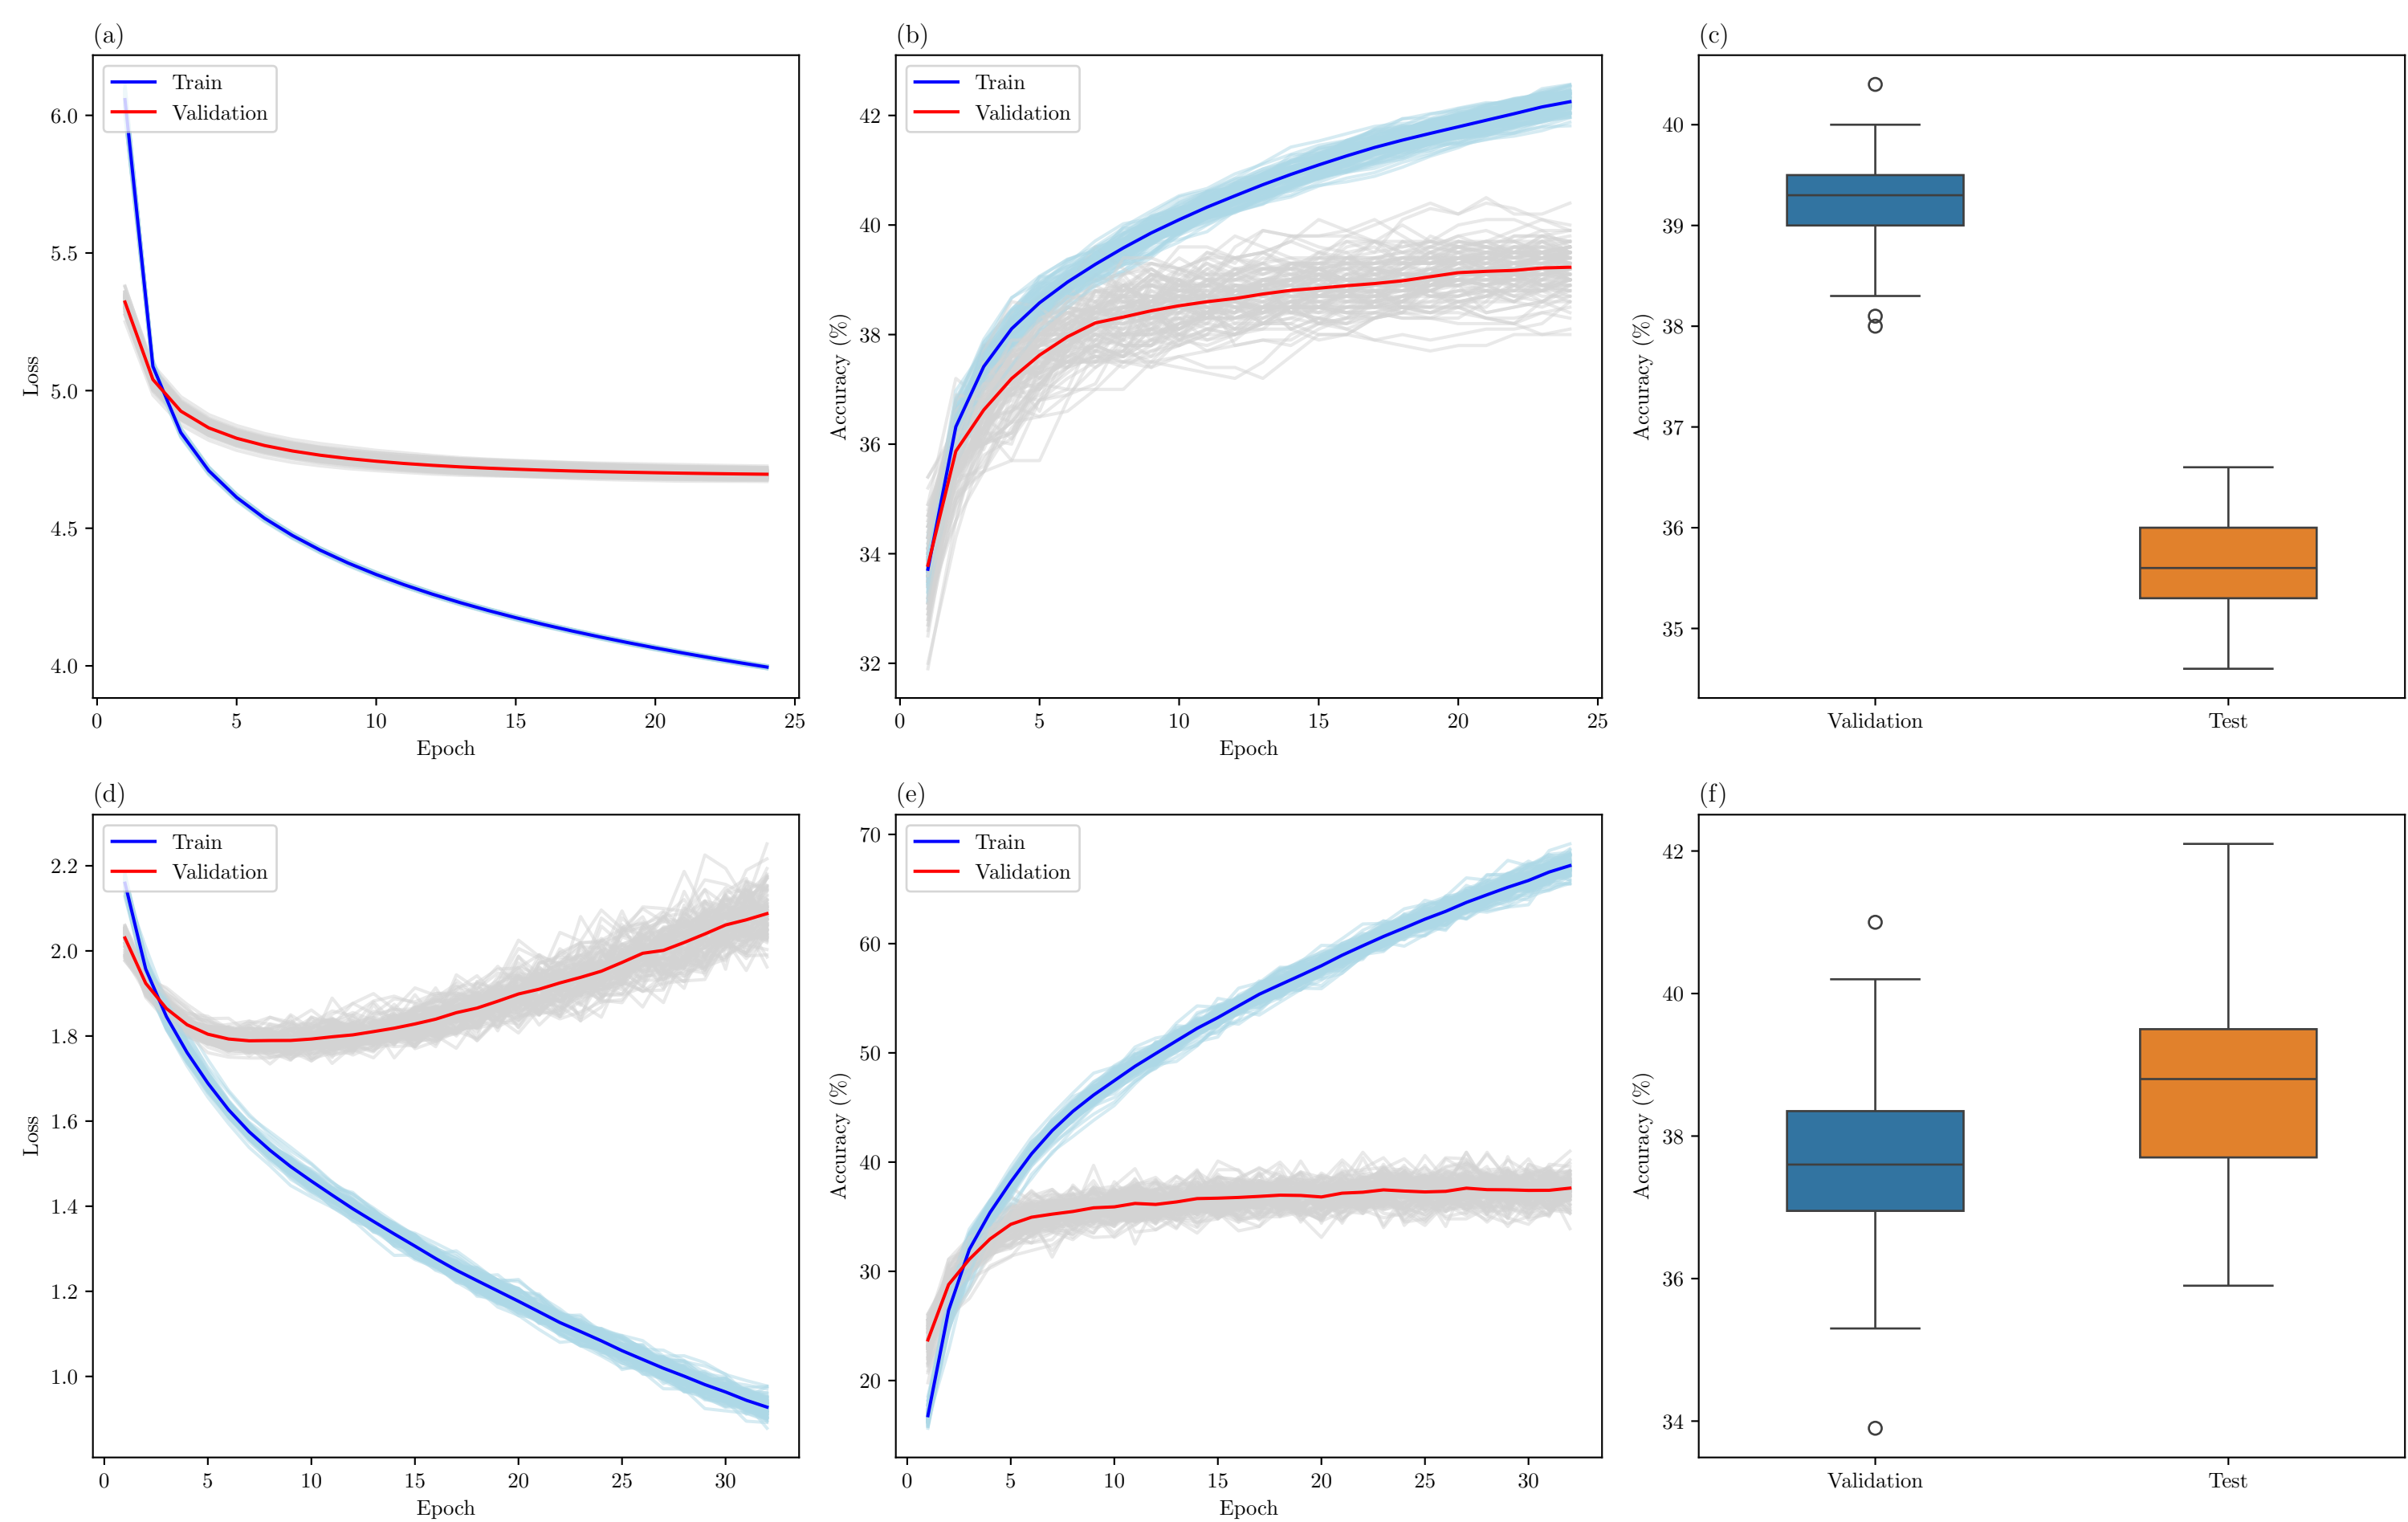 (a)
Train
Validation
6.0
5.5
5.0
4.5
4.0
Loss
0 5 10 15 20 25
Epoch
(b)
Train
Validation
42
40
38
36
34
32
Accuracy (%)
0 5 10 15 20 25
Epoch
(c)
40
39
38
37
36
35
Accuracy (%)
Validation Test
(d)
Train
Validation
2.2
2.0
1.8
1.6
1.4
1.2
1.0
Loss
0 5 10 15 20 25 30
Epoch
(e)
Train
Validation
70
60
50
40
30
20
Accuracy (%)
0 5 10 15 20 25 30
Epoch
(f)
42
40
38
36
34
Accuracy (%)
Validation Test